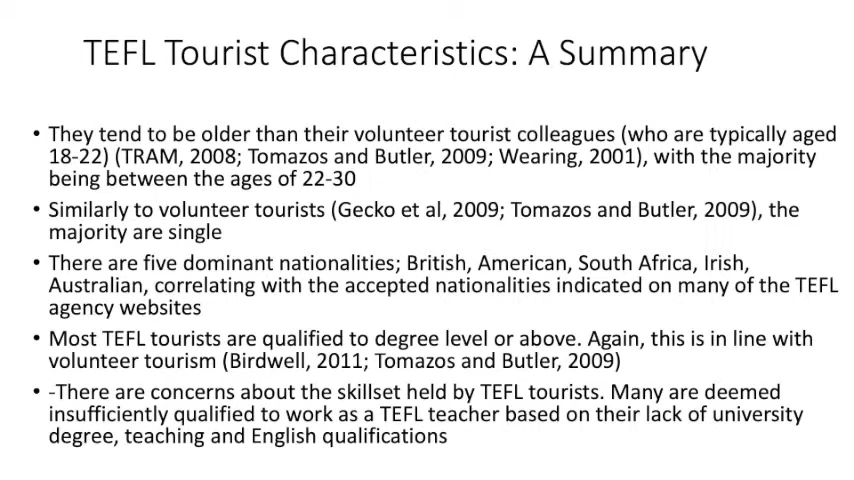 TEFL Tourist Characteristics: A Summary
• They tend to be older than their volunteer tourist colleagues (who are typically aged
18-22) (TRAM, 2008; Tomazos and Butler, 2009; Wearing, 2001), with the majority
being between the ages of 22-30
• Similarly to volunteer tourists (Gecko et al, 2009; Tomazos and Butler, 2009), the
majority are single
• There are five dominant nationalities; British, American, South Africa, Irish,
Australian, correlating with the accepted nationalities indicated on many of the TEFL
agency websites
• Most TEFL tourists are qualified to degree level or above. Again, this is in line with
volunteer tourism (Birdwell, 2011; Tomazos and Butler, 2009)
• -There are concerns about the skillset held by TEFL tourists. Many are deemed
insufficiently qualified to work as a TEFL teacher based on their lack of university
degree, teaching and English qualifications